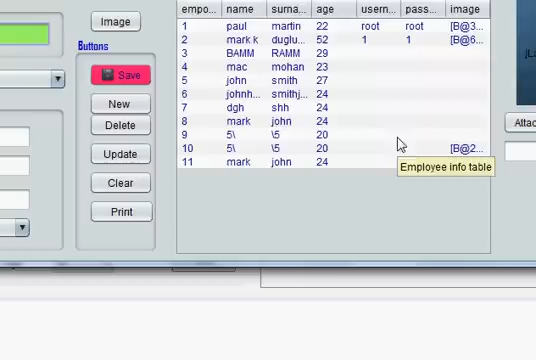 Image
Buttons
Save
New
Delete
Update
Clear
Print
empo... name surna... age usern... pass... image
1 paul martin 22 root root [B@3...
2 mark k duglu... 52 1 1 [B@6...
3 BAMM RAMM 29
4 mac mohan 23
5 john smith 27
6 johnh... smithj... 24
7 dgh shh 24
8 mark john 24
9 5\ \5 20
10 5\ \5 20 [B@2...
11 mark john 24
Employee info table
jLa
Attac